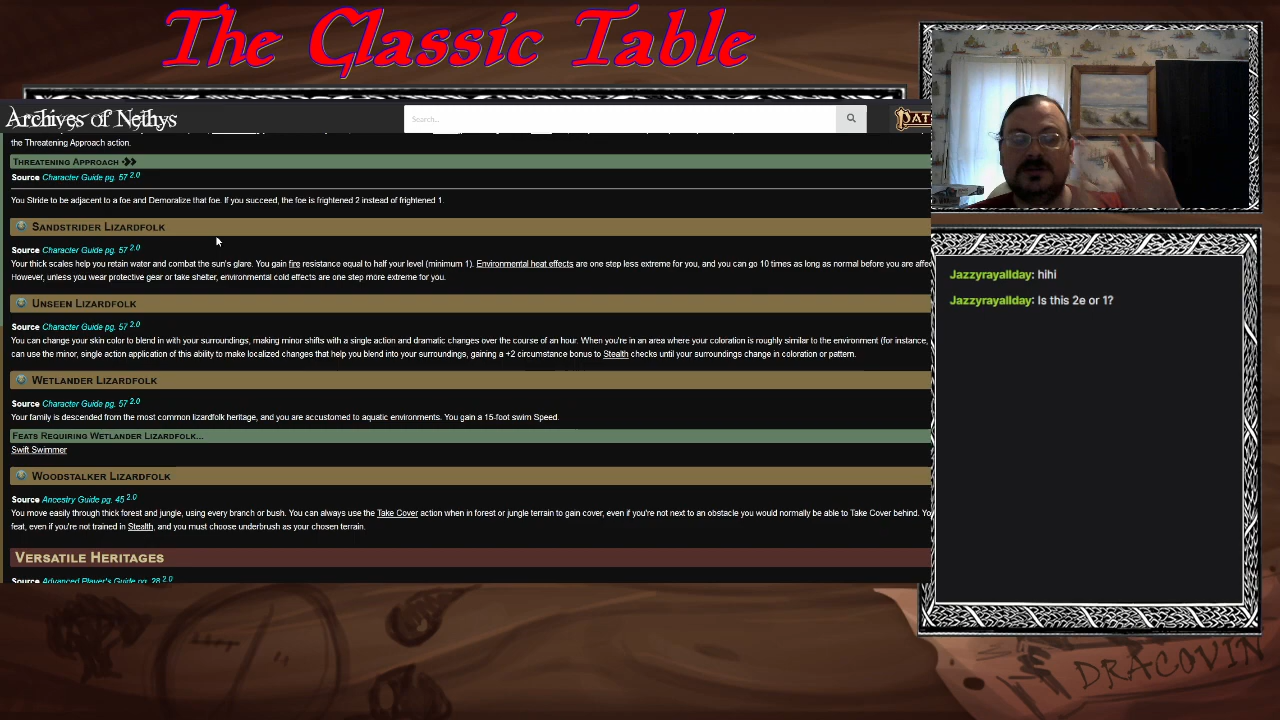 The Classic Table
Archives of Nethys
Search...
the Threatening Approach action.
Threatening Approach
Source Character Guide pg. 57 2.0
You Stride to be adjacent to a foe and Demoralize that foe. If you succeed, the foe is frightened 2 instead of frightened 1.
Sandstrider Lizardfolk
Source Character Guide pg. 57 2.0
Your thick scales help you retain water and combat the sun's glare. You gain fire resistance equal to half your level (minimum 1). Environmental heat effects are one step less extreme for you, and you can go 10 times as long as normal before you are
However, unless you wear protective gear or take shelter, environmental cold effects are one step more extreme for you.
Unseen Lizardfolk
Source Character Guide pg. 57 2.0
You can change your skin color to blend in with your surroundings, making minor shifts with a single action and dramatic changes over the course of an hour. When you're in an area where your coloration is roughly similar to the environment (for instance,
can use the minor, single action application of this ability to make localized changes that help you blend into your surroundings, gaining a +2 circumstance bonus to Stealth checks until your surroundings change in coloration or pattern.
Wetlander Lizardfolk
Source Character Guide pg. 57 2.0
Your family is descended from the most common lizardfolk heritage, and you are accustomed to aquatic environments. You gain a 15-foot swim Speed.
Feats Requiring Wetlander Lizardfolk...
Swift Swimmer
Woodstalker Lizardfolk
Source Ancestry Guide pg. 45 2.0
You move easily through thick forest and jungle, using every branch or bush. You can always use the Take Cover action when in forest or jungle terrain to gain cover, even if you're not next to an obstacle you would normally be able to Take Cover behind.
feat, even if you're not trained in Stealth, and you must choose underbrush as your chosen terrain.
Versatile Heritages
Source Advanced Player's Guide pg. 28 2.0
Jazzyrayallday: hihi
Jazzyrayallday: Is this 2e or 1?
DRACOVIN